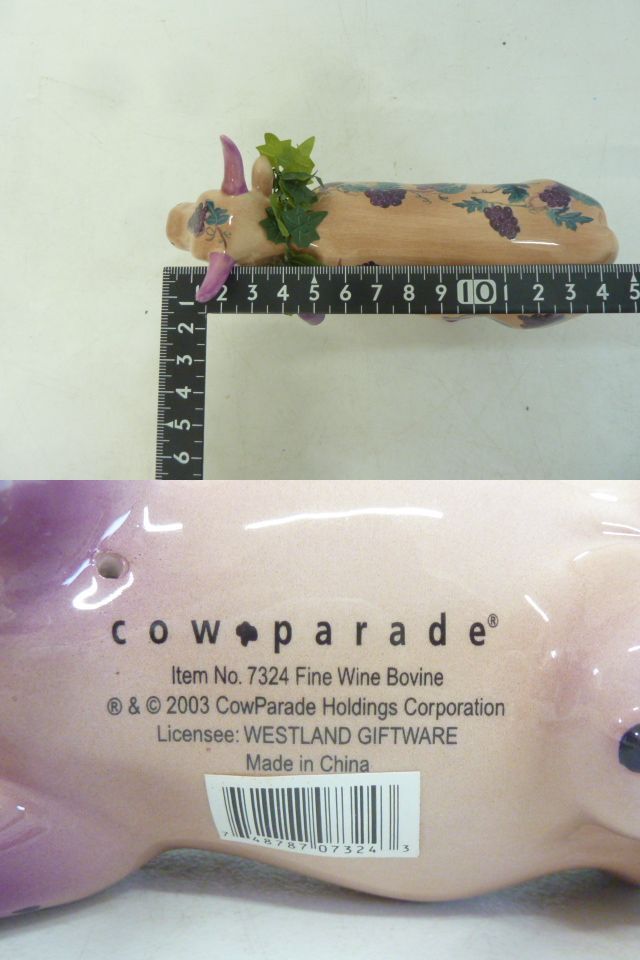 1 2 3 4 5 6 7 8 9 10 1 2 3 4 5
2
3
4
5
6
cow parade®
Item No. 7324 Fine Wine Bovine
® & © 2003 CowParade Holdings Corporation
Licensee: WESTLAND GIFTWARE
Made in China
7 48787 07324 3